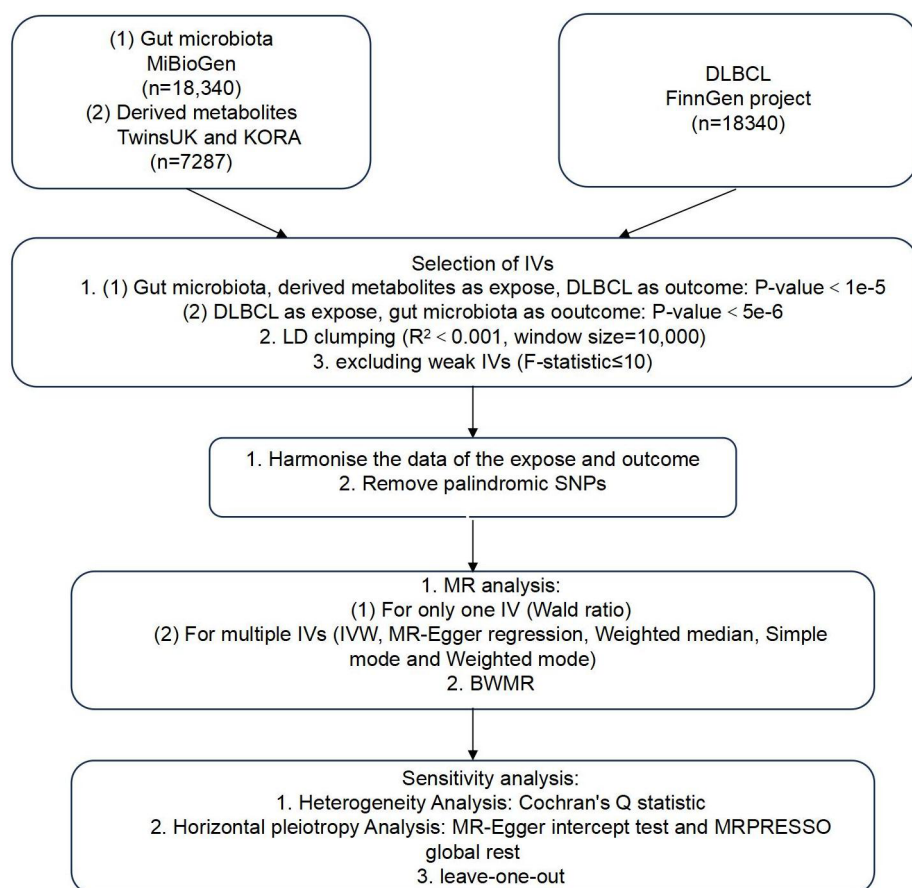 (1) Gut microbiota
MiBioGen
(n=18,340)
(2) Derived metabolites
TwinsUK and KORA
(n=7287)
DLBCL
FinnGen project
(n=18340)
Selection of IVs
1. (1) Gut microbiota, derived metabolites as expose, DLBCL as outcome: P-value < 1e-5
(2) DLBCL as expose, gut microbiota as ooutcome: P-value < 5e-6
2. LD clumping (R² < 0.001, window size=10,000)
3. excluding weak IVs (F-statistic≤10)
1. Harmonise the data of the expose and outcome
2. Remove palindromic SNPs
1. MR analysis:
(1) For only one IV (Wald ratio)
(2) For multiple IVs (IVW, MR-Egger regression, Weighted median, Simple
mode and Weighted mode)
2. BWMR
Sensitivity analysis:
1. Heterogeneity Analysis: Cochran's Q statistic
2. Horizontal pleiotropy Analysis: MR-Egger intercept test and MRPRESSO
global rest
3. leave-one-out